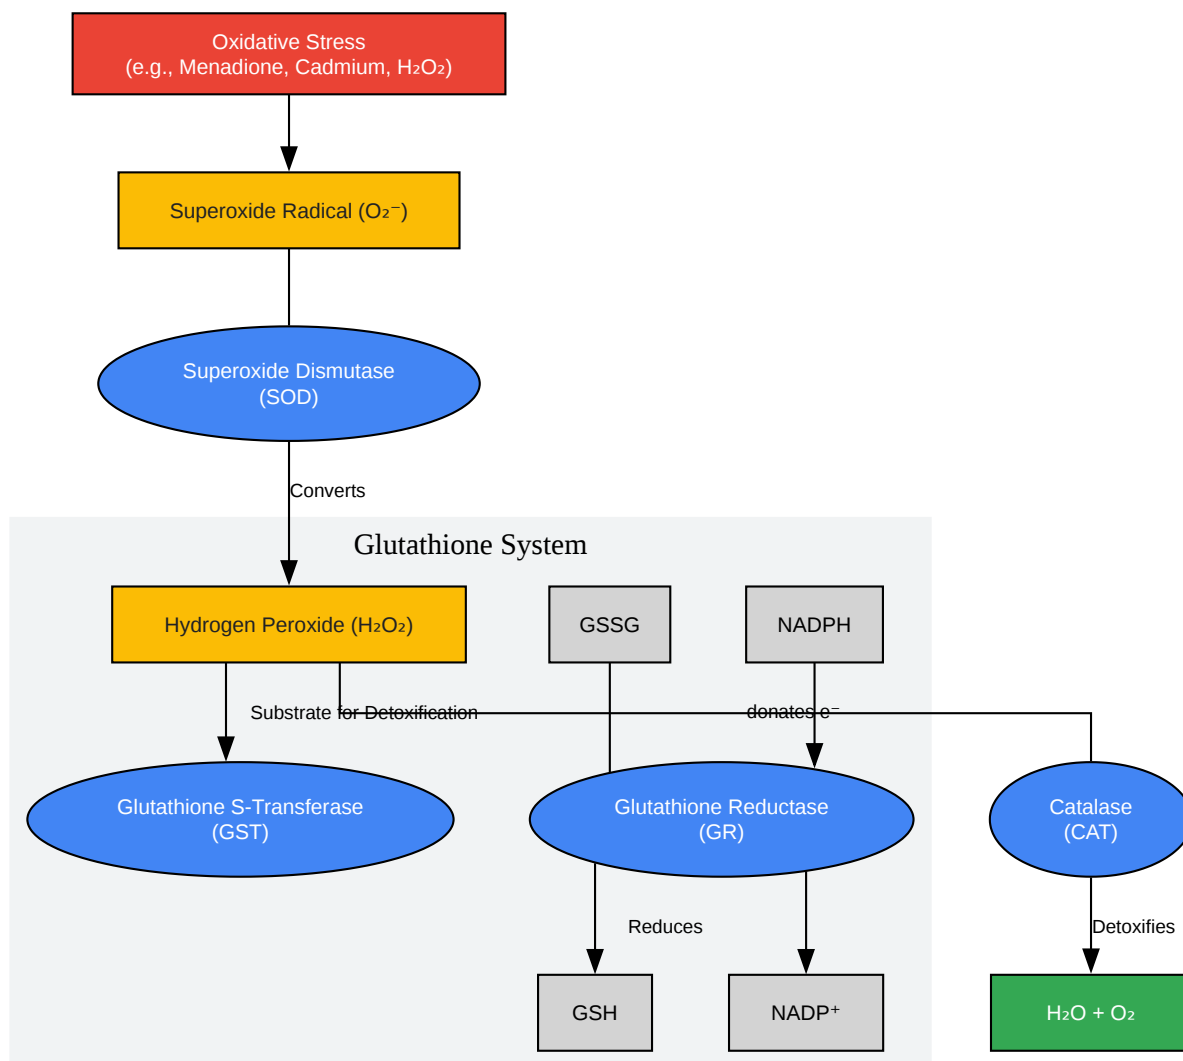 Oxidative Stress
(e.g., Menadione, Cadmium, H₂O₂)
Superoxide Radical (O₂⁻)
Superoxide Dismutase
(SOD)
Converts
Glutathione System
Hydrogen Peroxide (H₂O₂)
GSSG
NADPH
Substrate for Detoxification
donates e⁻
Glutathione S-Transferase
(GST)
Glutathione Reductase
(GR)
Catalase
(CAT)
Reduces
Detoxifies
GSH
NADP⁺
H₂O + O₂